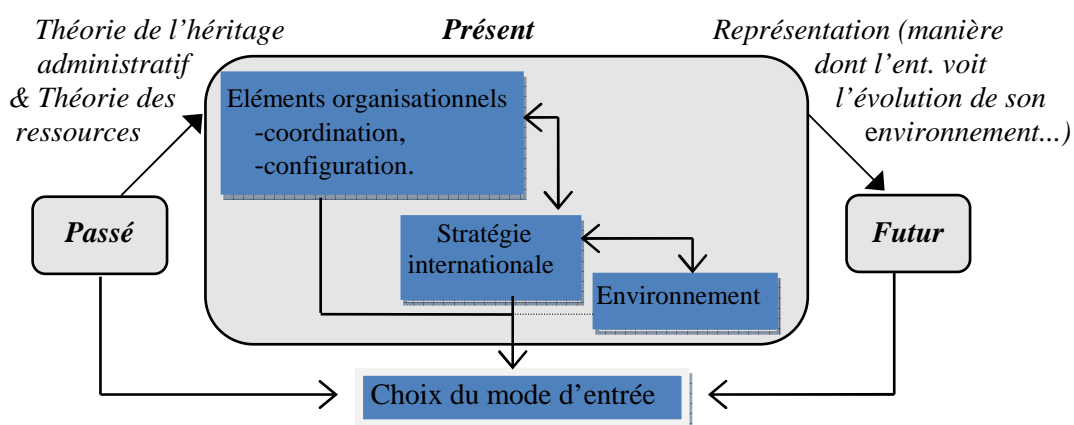 Théorie de l’héritage
administratif
& Théorie des
ressources
Présent
Représentation (manière
dont l’ent. voit
l’évolution de son
environnement...)
Eléments organisationnels
-coordination,
-configuration.
Passé
Stratégie
internationale
Futur
Environnement
Choix du mode d’entrée